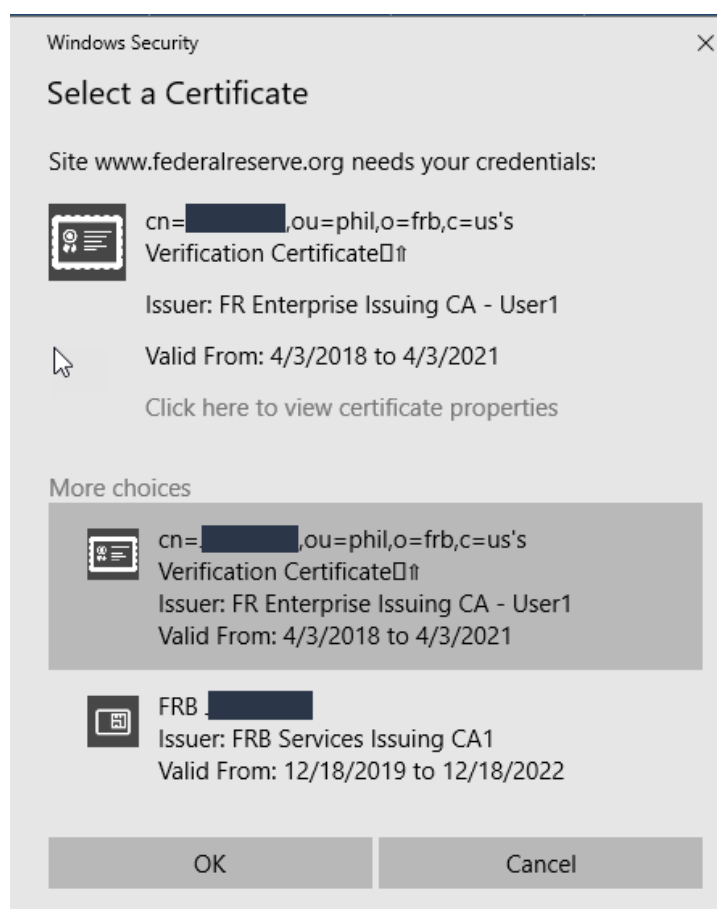 Windows Security
Select a Certificate
Site www.federalreserve.org needs your credentials:
cn= ,ou=phil,o=frb,c=us's
Verification Certificate▯⇑
Issuer: FR Enterprise Issuing CA - User1
Valid From: 4/3/2018 to 4/3/2021
Click here to view certificate properties
More choices
cn= ,ou=phil,o=frb,c=us's
Verification Certificate▯⇑
Issuer: FR Enterprise Issuing CA - User1
Valid From: 4/3/2018 to 4/3/2021
FRB
Issuer: FRB Services Issuing CA1
Valid From: 12/18/2019 to 12/18/2022
OK Cancel